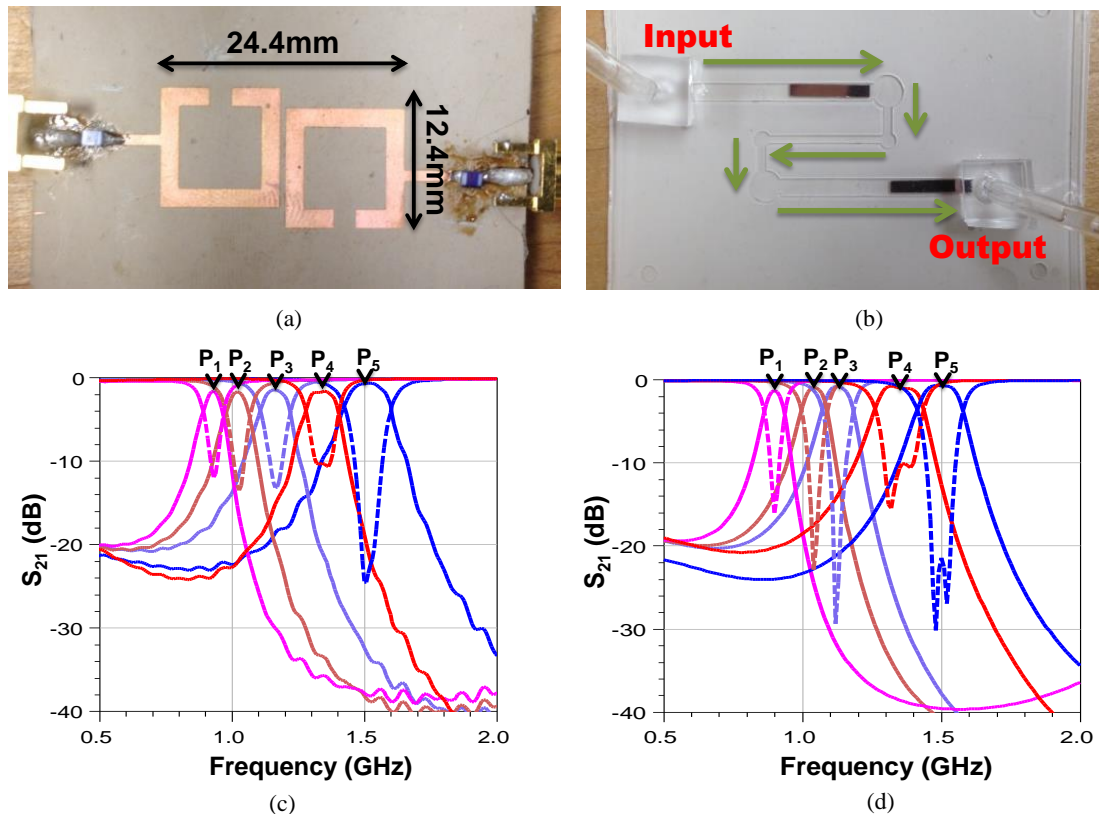 24.4mm
12.4mm
Input
Output
(a)
(b)
P1 P2 P3 P4 P5
0
-10
-20
-30
-40
S21 (dB)
0.5 1.0 1.5 2.0
Frequency (GHz)
(c)
P1 P2 P3 P4 P5
0
-10
-20
-30
-40
S21 (dB)
0.5 1.0 1.5 2.0
Frequency (GHz)
(d)